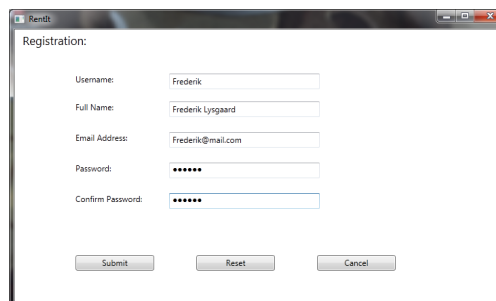 RentIt
Registration:
Username: Frederik
Full Name: Frederik Lysgaard
Email Address: Frederik@mail.com
Password: ••••••
Confirm Password: ••••••
Submit Reset Cancel